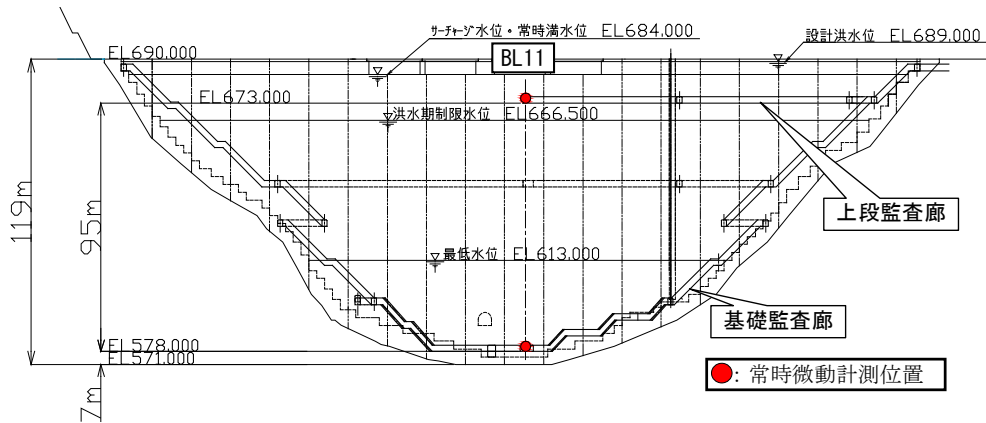 サーチャージ水位・常時満水位 EL684.000
設計洪水位 EL689.000
EL690.000
BL11
EL673.000
洪水期制限水位 EL666.500
上段監査廊
119m
95m
最低水位 EL613.000
基礎監査廊
EL578.000
EL571.000
7m
: 常時微動計測位置